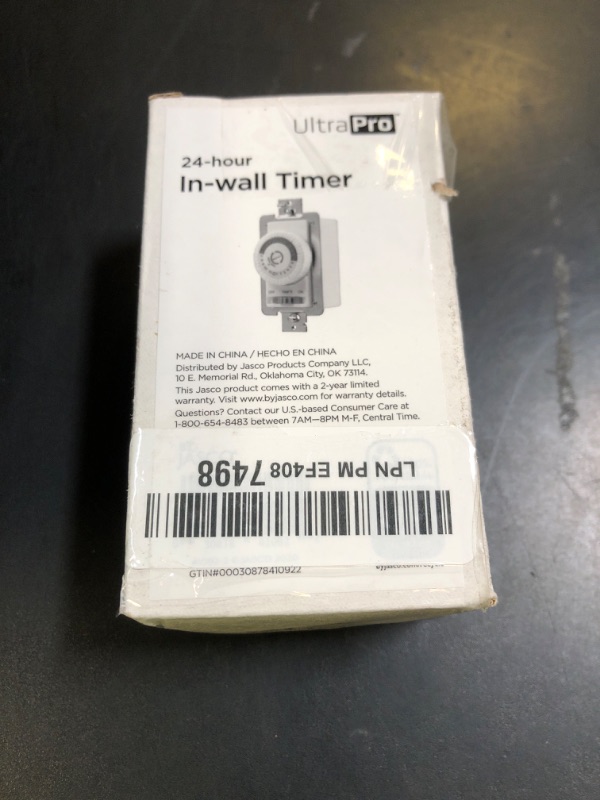 UltraPro
24-hour
In-wall Timer
MADE IN CHINA / HECHO EN CHINA
Distributed by Jasco Products Company LLC,
10 E. Memorial Rd., Oklahoma City, OK 73114.
This Jasco product comes with a 2-year limited
warranty. Visit www.byjasco.com for warranty details.
Questions? Contact our U.S.-based Consumer Care at
1-800-654-8483 between 7AM—8PM M-F, Central Time.
LPN PM EF408 7498
GTIN#00030878410922